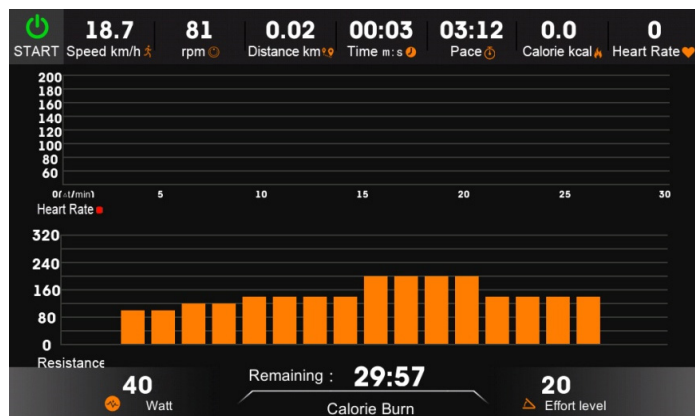 START 18.7 81 0.02 00:03 03:12 0.0 0
Speed km/h rpm Distance km Time m:s Pace Calorie kcal Heart Rate
200
180
160
140
120
100
80
60
0 t/min) 5 10 15 20 25 30
Heart Rate
320
240
160
80
0
Resistance
40 Remaining : 29:57 20
Watt Calorie Burn Effort level